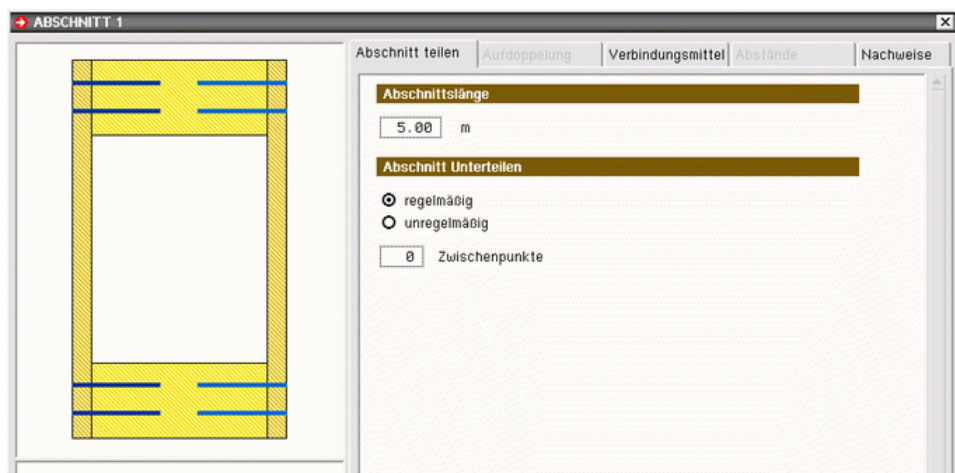 ABSCHNITT 1
Abschnitt teilen Aufdoppelung Verbindungsmittel Abstände Nachweise
Abschnittslänge
5.00 m
Abschnitt Unterteilen
regelmäßig
unregelmäßig
0 Zwischenpunkte